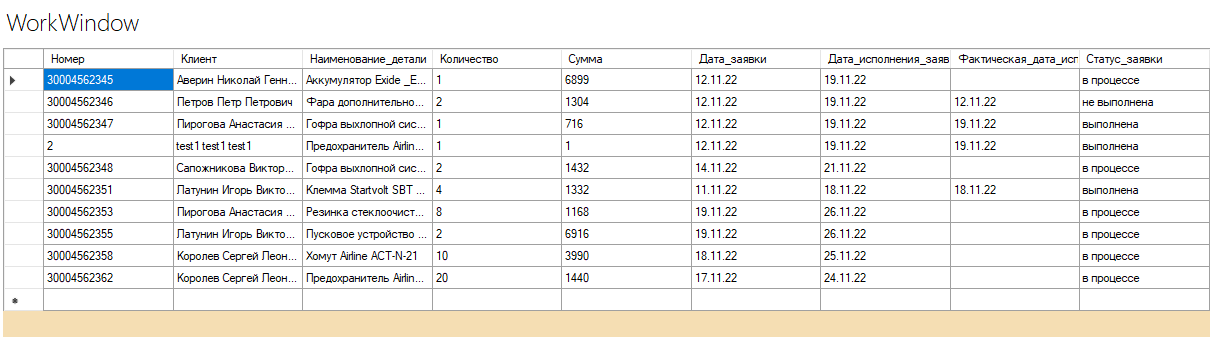 WorkWindow
Номер Клиент Наименование_детали Количество Сумма Дата_заявки Дата_исполнения_заяв Фактическая_дата_исп Статус_заявки
30004562345 Аверин Николай Генн... Аккумулятор Exide _E... 1 6899 12.11.22 19.11.22 в процессе
30004562346 Петров Петр Петрович Фара дополнительно... 2 1304 12.11.22 19.11.22 12.11.22 не выполнена
30004562347 Пирогова Анастасия ... Гофра выхлопной сис... 1 716 12.11.22 19.11.22 19.11.22 выполнена
2 test1 test1 test1 Предохранитель Airlin... 1 1 12.11.22 19.11.22 19.11.22 выполнена
30004562348 Сапожникова Виктор... Гофра выхлопной сис... 2 1432 14.11.22 21.11.22 в процессе
30004562351 Латунин Игорь Викто... Клемма Startvolt SBT ... 4 1332 11.11.22 18.11.22 18.11.22 выполнена
30004562353 Пирогова Анастасия ... Резинка стеклоочист... 8 1168 19.11.22 26.11.22 в процессе
30004562355 Латунин Игорь Викто... Пусковое устройство ... 2 6916 19.11.22 26.11.22 в процессе
30004562358 Королев Сергей Леон... Хомут Airline ACT-N-21 10 3990 18.11.22 25.11.22 в процессе
30004562362 Королев Сергей Леон... Предохранитель Airlin... 20 1440 17.11.22 24.11.22 в процессе